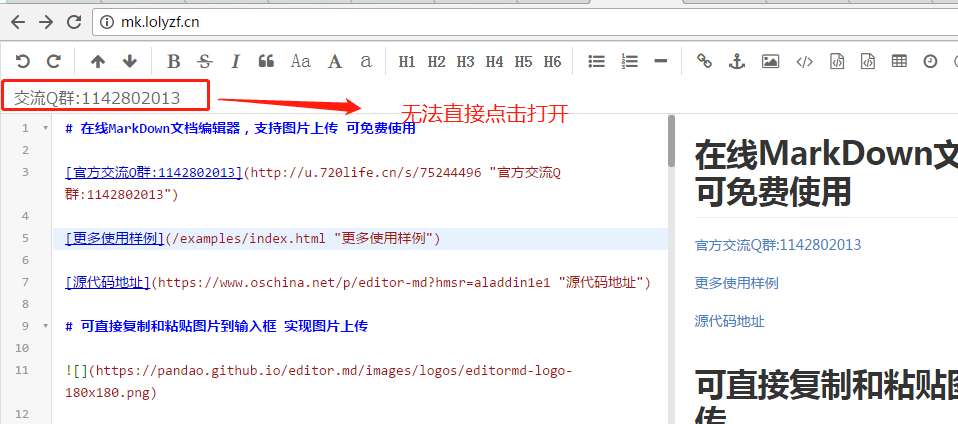 mk.lolyzf.cn
B S I “ Aa A a H1 H2 H3 H4 H5 H6
交流Q群:1142802013
无法直接点击打开
1 # 在线MarkDown文档编辑器，支持图片上传 可免费使用
2
3 [官方交流Q群:1142802013](http://u.720life.cn/s/75244496 "官方交流Q
群:1142802013")
4
5 [更多使用样例](/examples/index.html "更多使用样例")
6
7 [源代码地址](https://www.oschina.net/p/editor-md?hmsr=aladdin1e1 "源代码地址")
8
9 # 可直接复制和粘贴图片到输入框 实现图片上传
10
11 ![](https://pandao.github.io/editor.md/images/logos/editormd-logo-
180x180.png)
12
在线MarkDown文
可免费使用
官方交流Q群:1142802013
更多使用样例
源代码地址
可直接复制和粘贴图
传